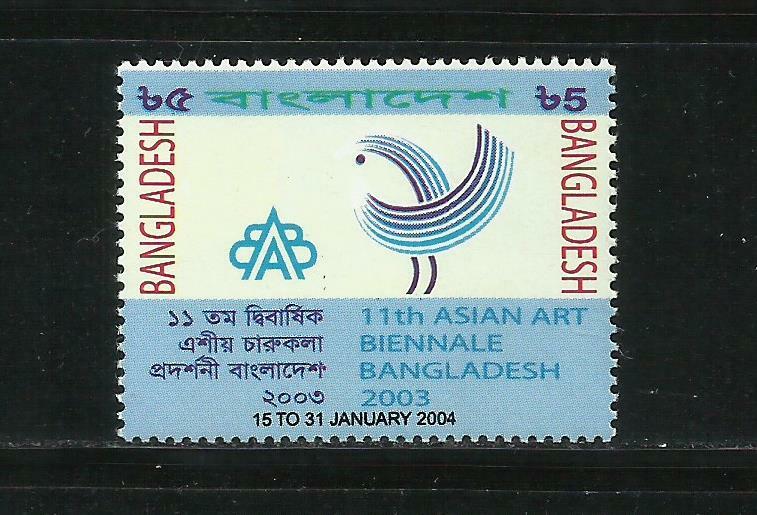 ৳৫ বাংলাদেশ ৳5
BANGLADESH
BANGLADESH
BAB
১১ তম দ্বিবার্ষিক
এশীয় চারুকলা
প্রদর্শনী বাংলাদেশ
২০০৩
11th ASIAN ART
BIENNALE
BANGLADESH
2003
15 TO 31 JANUARY 2004